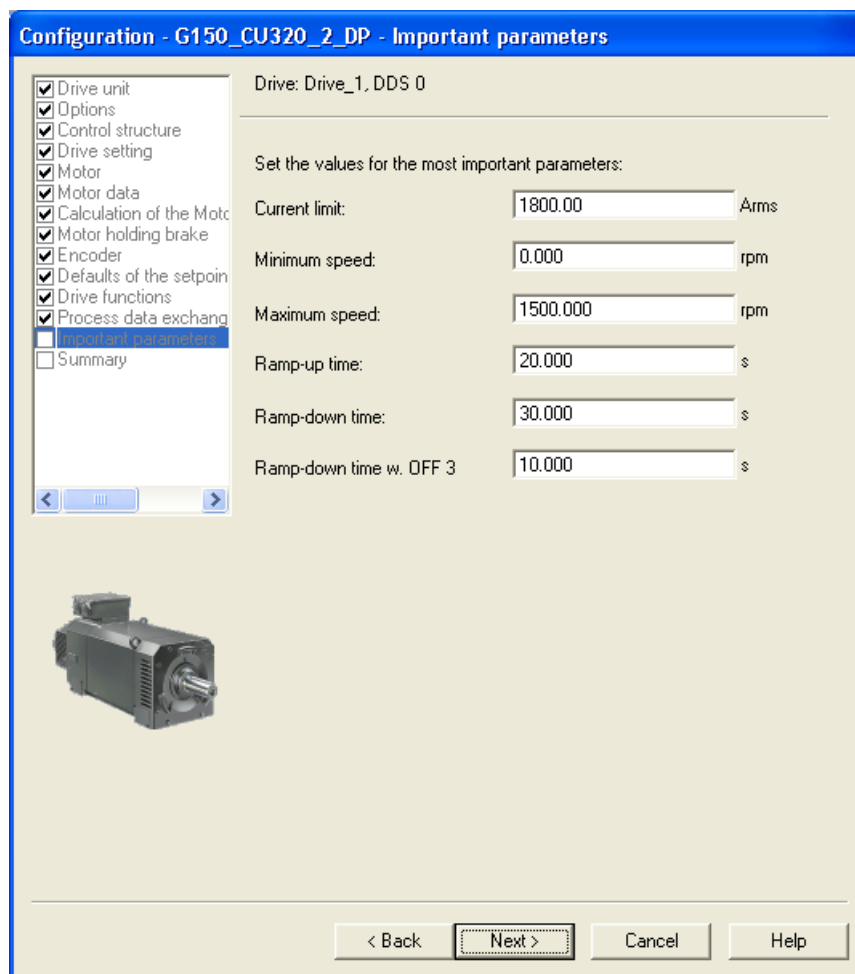 Configuration - G150_CU320_2_DP - Important parameters
Drive unit
Options
Control structure
Drive setting
Motor
Motor data
Calculation of the Moto
Motor holding brake
Encoder
Defaults of the setpoin
Drive functions
Process data exchang
Important parameters
Summary
Drive: Drive_1, DDS 0
Set the values for the most important parameters:
Current limit: 1800.00 Arms
Minimum speed: 0.000 rpm
Maximum speed: 1500.000 rpm
Ramp-up time: 20.000 s
Ramp-down time: 30.000 s
Ramp-down time w. OFF 3 10.000 s
< Back Next > Cancel Help